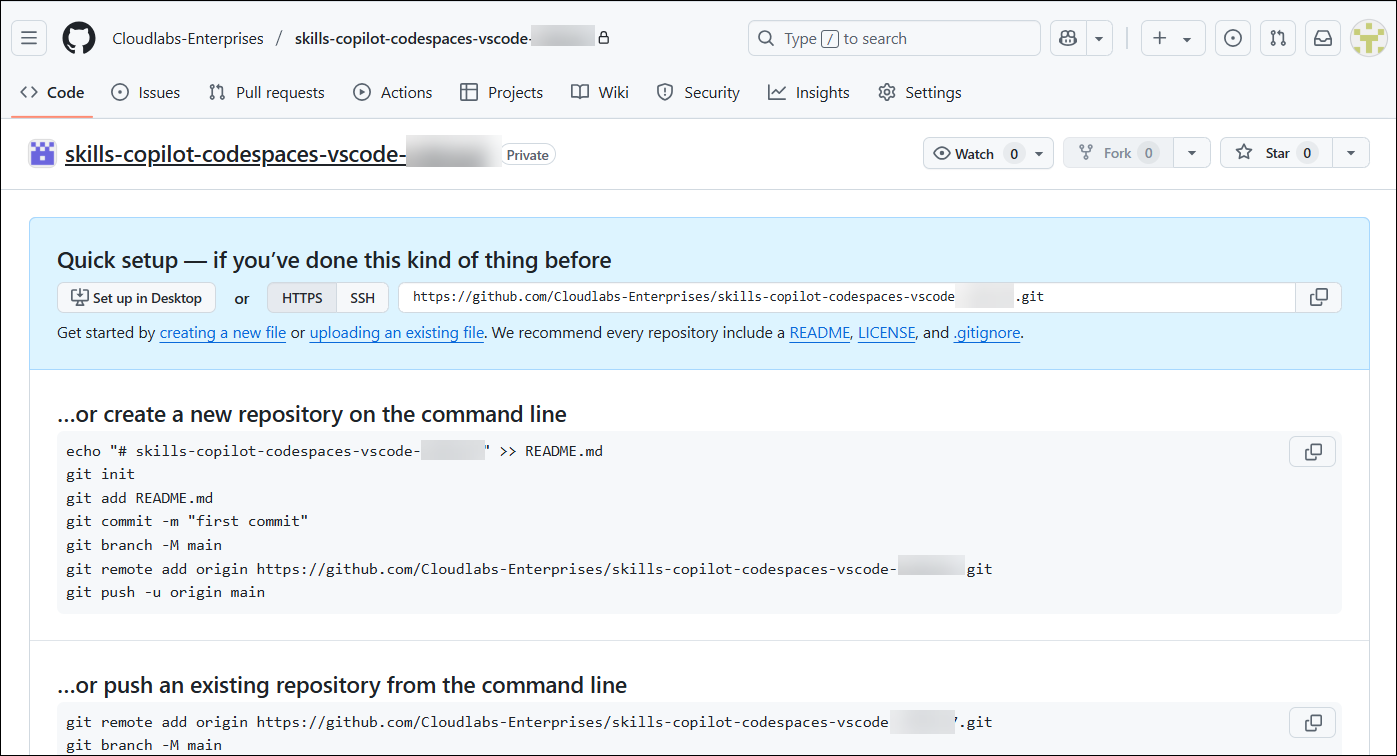 Cloudlabs-Enterprises / skills-copilot-codespaces-vscode-
Type / to search
Code Issues Pull requests Actions Projects Wiki Security Insights Settings
skills-copilot-codespaces-vscode- Private
Watch 0 Fork 0 Star 0
Quick setup — if you’ve done this kind of thing before
Set up in Desktop or HTTPS SSH https://github.com/Cloudlabs-Enterprises/skills-copilot-codespaces-vscode .git
Get started by creating a new file or uploading an existing file. We recommend every repository include a README, LICENSE, and .gitignore.
…or create a new repository on the command line
echo "# skills-copilot-codespaces-vscode- " >> README.md
git init
git add README.md
git commit -m "first commit"
git branch -M main
git remote add origin https://github.com/Cloudlabs-Enterprises/skills-copilot-codespaces-vscode- git
git push -u origin main
…or push an existing repository from the command line
git remote add origin https://github.com/Cloudlabs-Enterprises/skills-copilot-codespaces-vscode .git
git branch -M main